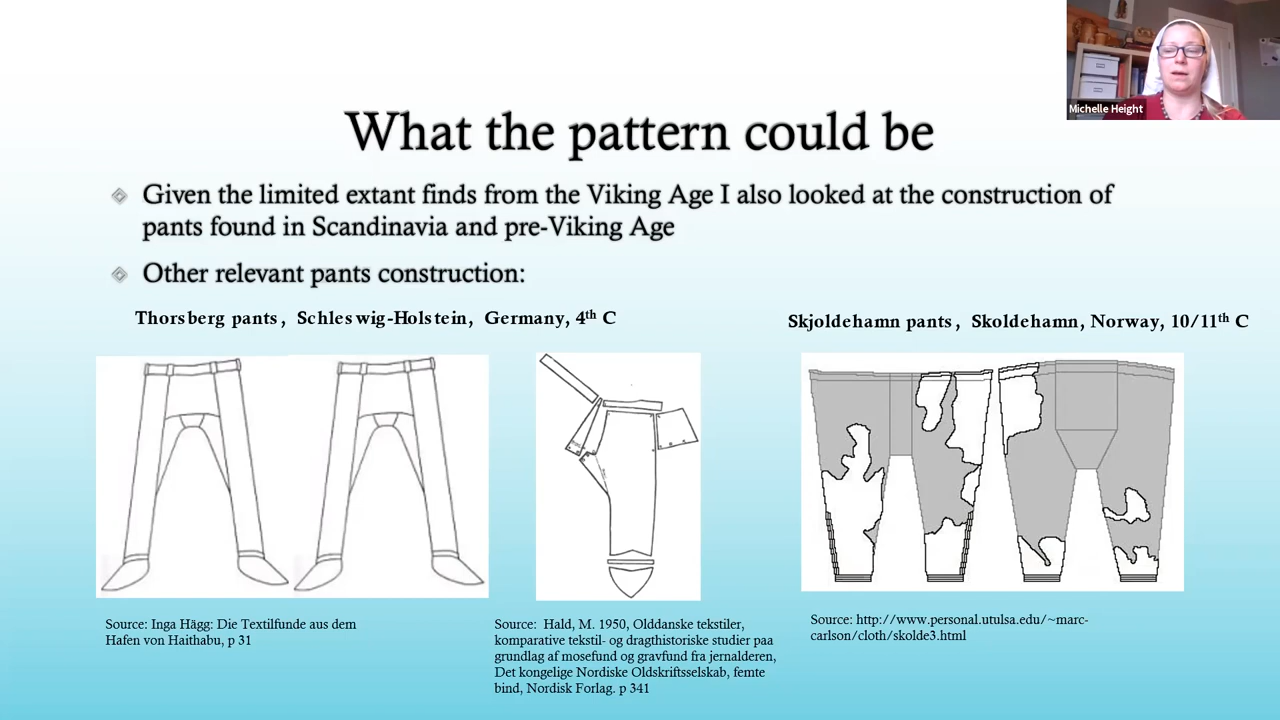 Michelle Height
What the pattern could be
Given the limited extant finds from the Viking Age I also looked at the construction of
pants found in Scandinavia and pre-Viking Age
Other relevant pants construction:
Thorsberg pants, Schleswig-Holstein, Germany, 4th C
Skjoldehamn pants, Skoldehamn, Norway, 10/11th C
Source: Inga Hägg: Die Textilfunde aus dem
Hafen von Haithabu, p 31
Source: Hald, M. 1950, Olddanske tekstiler,
komparative tekstil- og dragthistoriske studier paa
grundlag af mosefund og gravfund fra jernalderen,
Det kongelige Nordiske Oldskriftsselskab, femte
bind, Nordisk Forlag. p 341
Source: http://www.personal.utulsa.edu/~marc-
carlson/cloth/skolde3.html